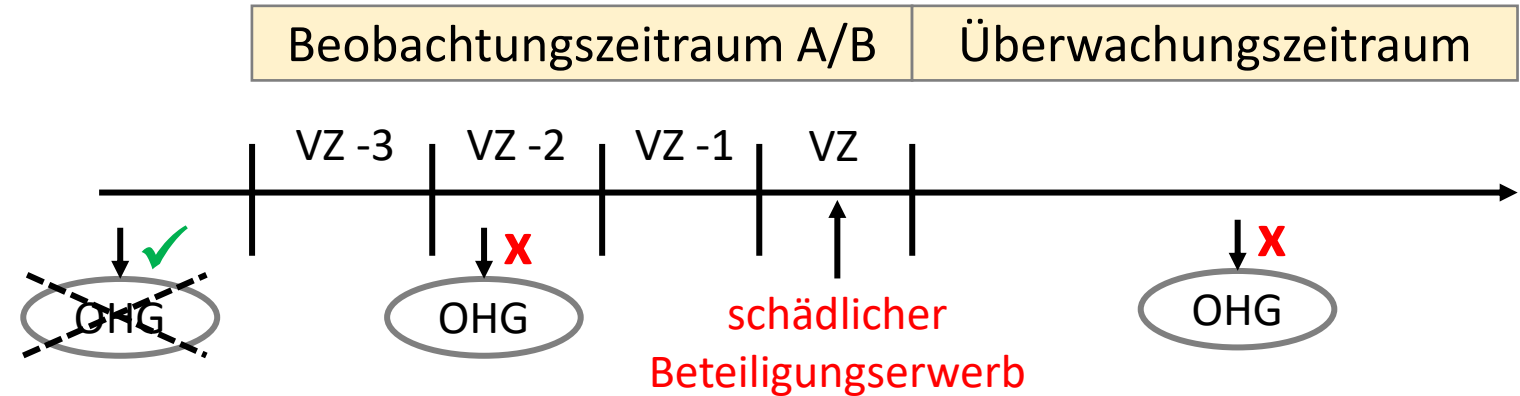 Beobachtungszeitraum A/B
Überwachungszeitraum
VZ -3
VZ -2
VZ -1
VZ
x
x
OHG
OHG
schädlicher
Beteiligungserwerb
OHG